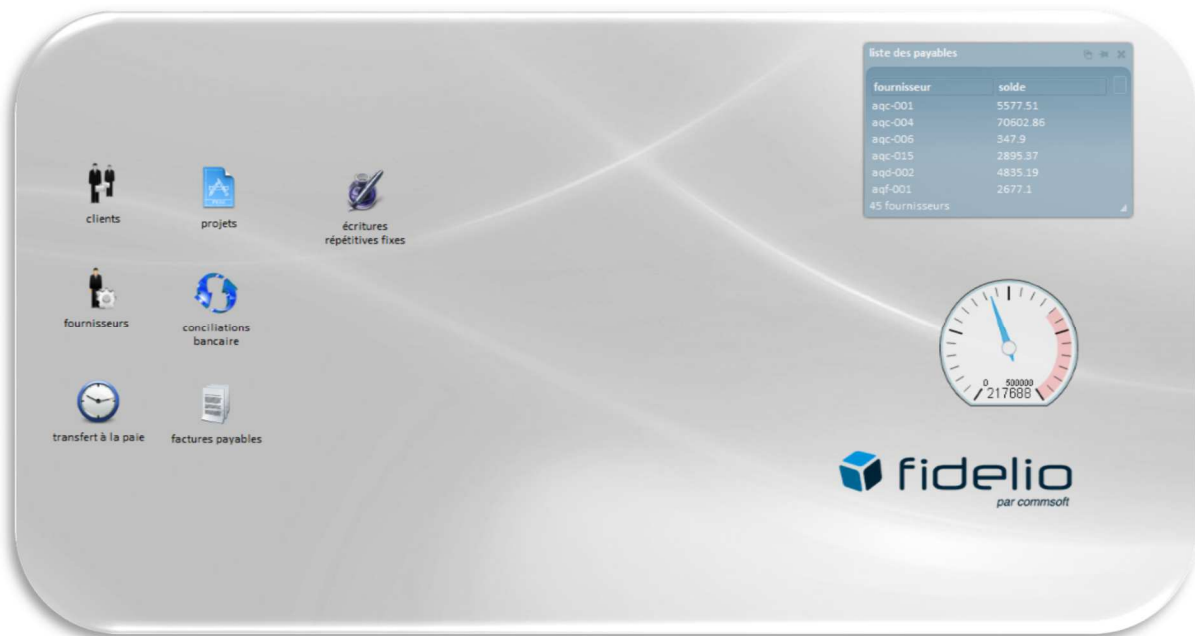 liste des payables
fournisseur solde
aqc-001 5577.51
aqc-004 70602.86
aqc-006 347.9
aqc-015 2895.37
aqd-002 4835.19
aqf-001 2677.1
45 fournisseurs
clients
projets
écritures
répétitives fixes
fournisseurs
conciliations
bancaire
transfert à la paie
factures payables
0 500000
217688
fidelio
par commsoft